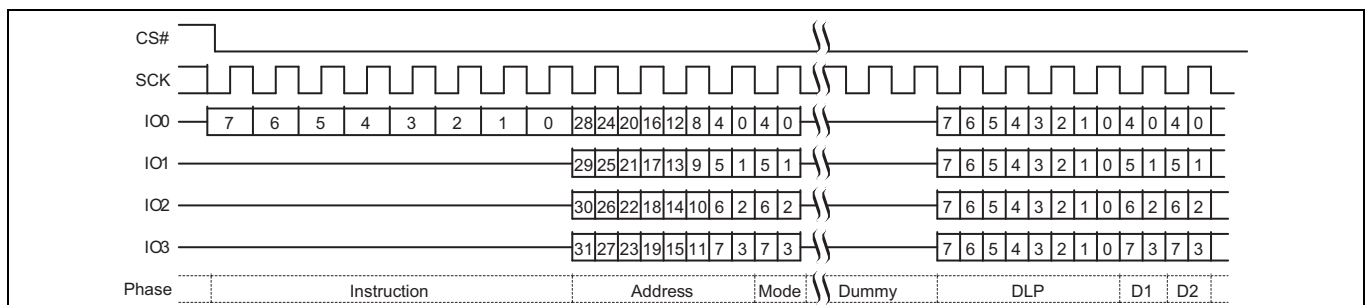 CS#
SCK
IO0 7 6 5 4 3 2 1 0 28 24 20 16 12 8 4 0 4 0 7 6 5 4 3 2 1 0 4 0 4 0
IO1 29 25 21 17 13 9 5 1 5 1 7 6 5 4 3 2 1 0 5 1 5 1
IO2 30 26 22 18 14 10 6 2 6 2 7 6 5 4 3 2 1 0 6 2 6 2
IO3 31 27 23 19 15 11 7 3 7 3 7 6 5 4 3 2 1 0 7 3 7 3
Phase Instruction Address Mode Dummy DLP D1 D2